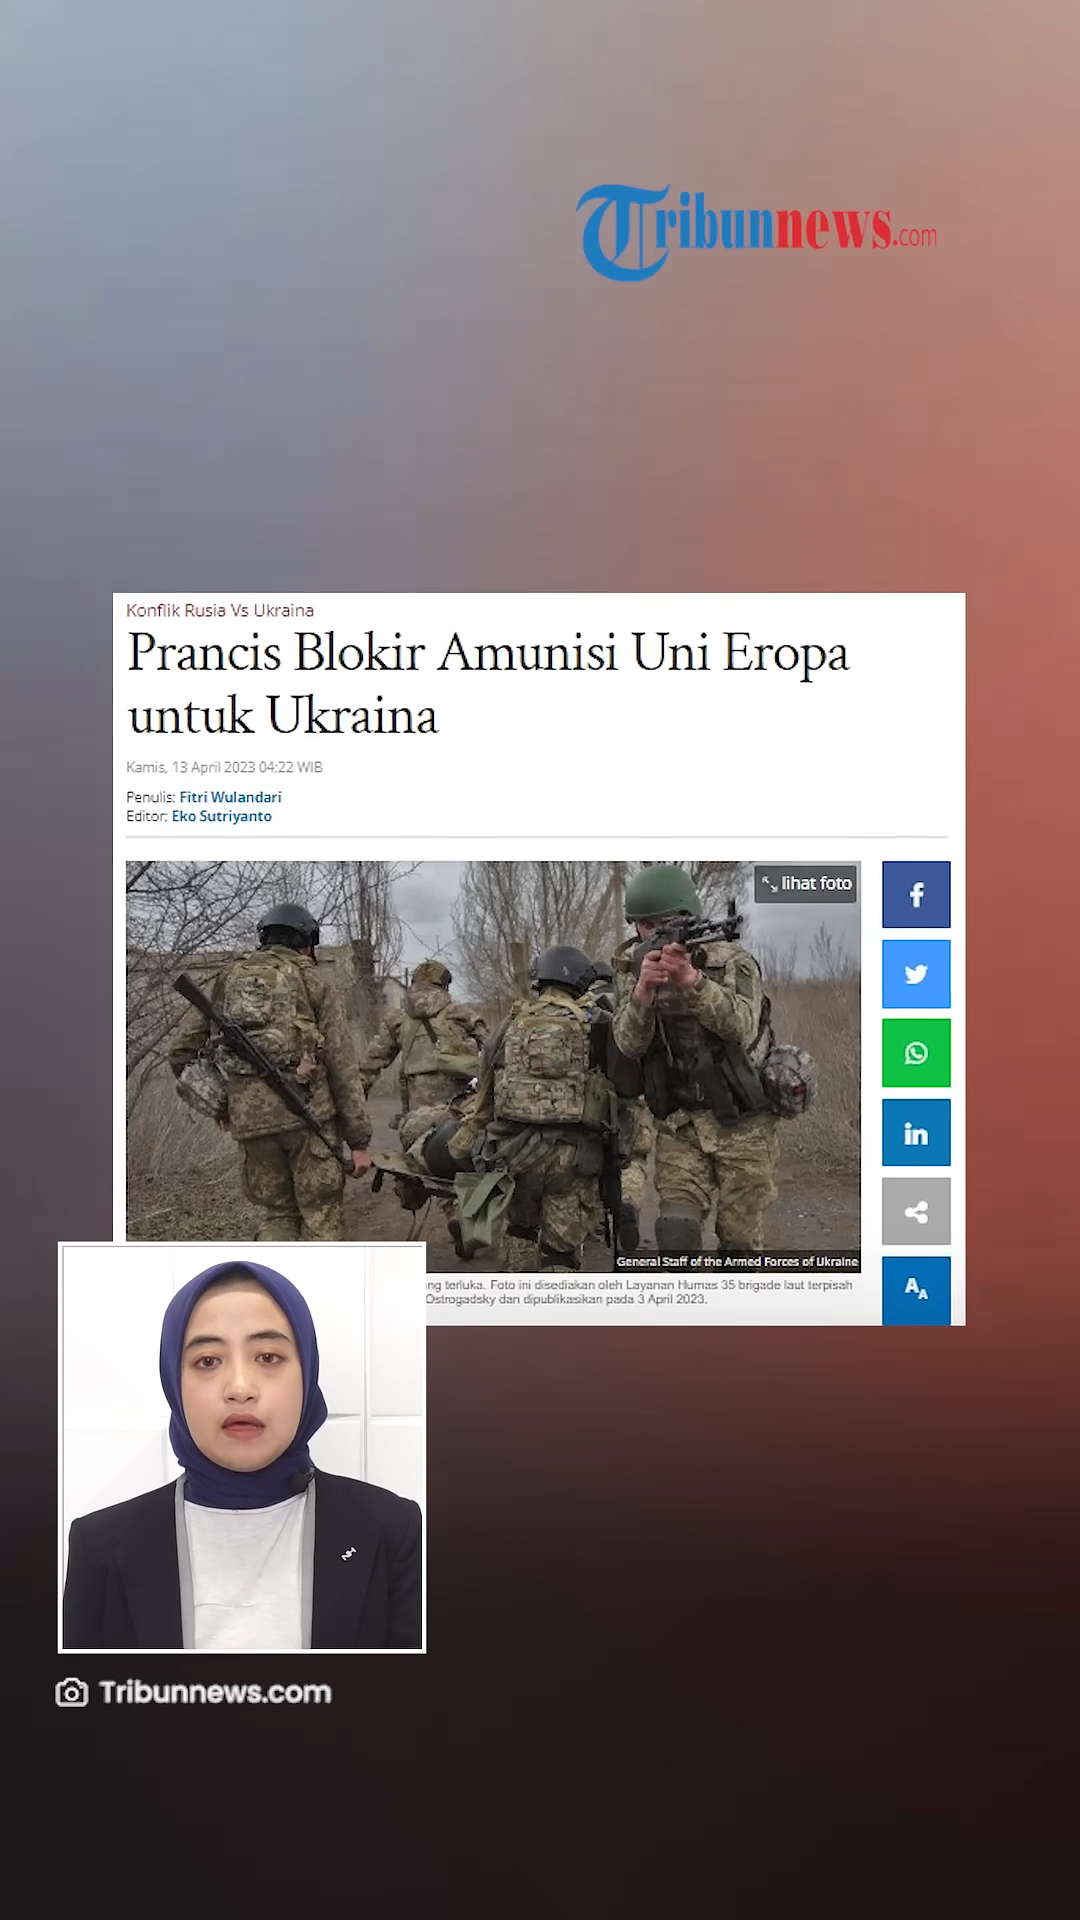 Tribunnews.com
Konflik Rusia Vs Ukraina
Prancis Blokir Amunisi Uni Eropa
untuk Ukraina
Kamis, 13 April 2023 04:22 WIB
Penulis: Fitri Wulandari
Editor: Eko Sutriyanto
lihat foto
General Staff of the Armed Forces of Ukraine
terluka. Foto ini disediakan oleh Layanan Humas 35 brigade laut terpisah
Ostrogadsky dan dipublikasikan pada 3 April 2023.
AA
Tribunnews.com